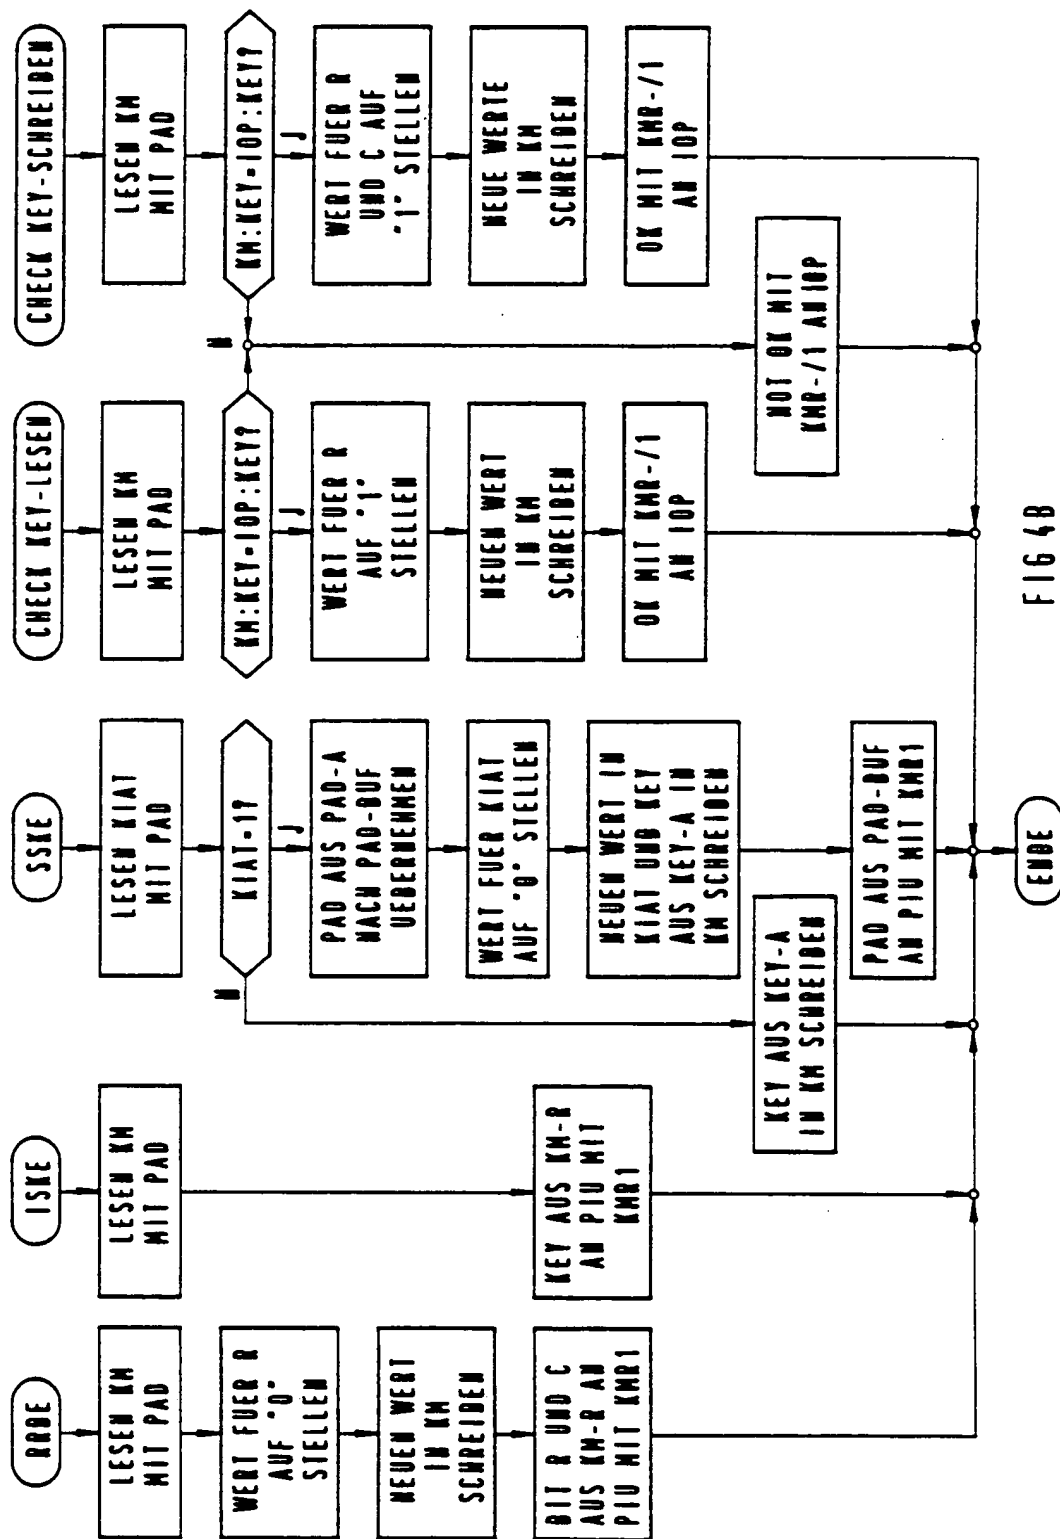 RRBE
LESEN KM
MIT PAD
WERT FUER R
AUF "0"
STELLEN
NEUEN WERT
IN KM
SCHREIBEN
BIT R UND C
AUS KM-R AN
PIU MIT KMR1
ISKE
LESEN KM
MIT PAD
KEY AUS KM-R
AN PIU MIT
KMR1
SSKE
LESEN KIAT
MIT PAD
KIAT=1?
N
J
PAD AUS PAD-A
NACH PAD-BUF
UEBERNEHMEN
WERT FUER KIAT
AUF "0" STELLEN
NEUEN WERT IN
KIAT UND KEY
AUS KEY-A IN
KM SCHREIBEN
KEY AUS KEY-A
IN KM SCHREIBEN
PAD AUS PAD-BUF
AN PIU MIT KMR1
CHECK KEY-LESEN
LESEN KM
MIT PAD
KM:KEY=IOP:KEY?
J
WERT FUER R
AUF "1"
STELLEN
NEUEN WERT
IN KM
SCHREIBEN
OK MIT KMR-/1
AN IOP
N
NOT OK MIT
KMR-/1 AN IOP
CHECK KEY-SCHREIBEN
LESEN KM
MIT PAD
KM:KEY=IOP:KEY?
J
WERT FUER R
UND C AUF
"1" STELLEN
NEUE WERTE
IN KM
SCHREIBEN
OK MIT KMR-/1
AN IOP
ENDE
FIG 4B